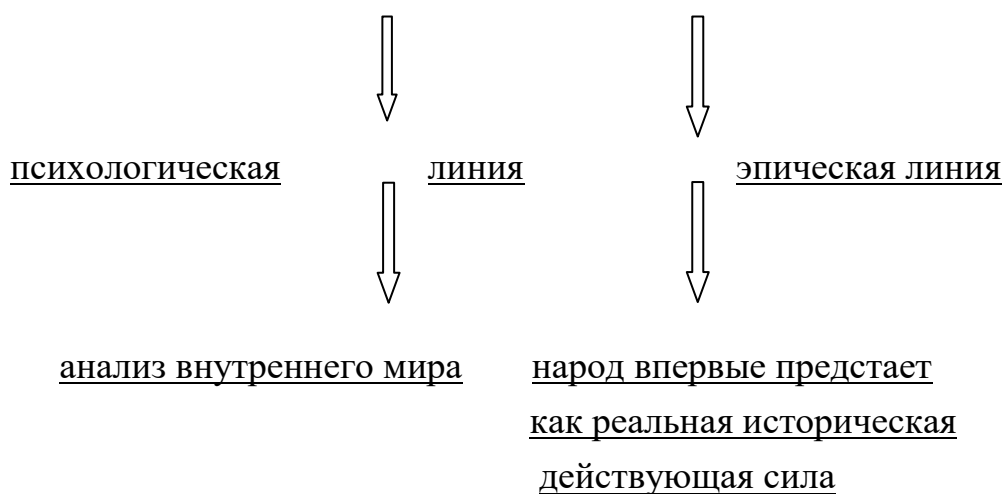 психологическая линия эпическая линия
анализ внутреннего мира народ впервые предстает
как реальная историческая
действующая сила